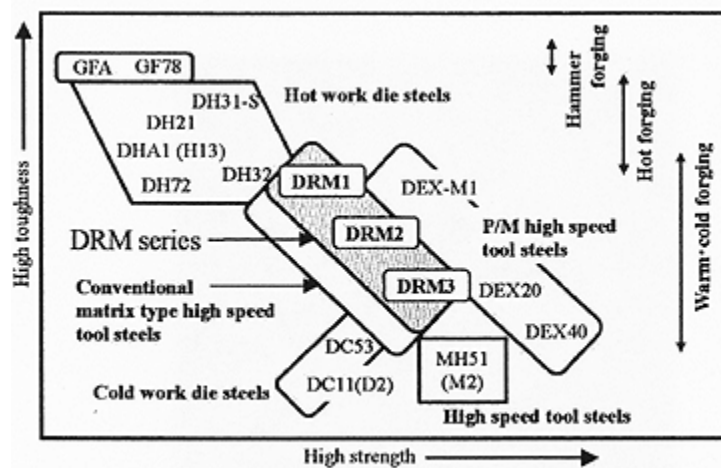 GFA GF78
DH31-S
Hot work die steels
DH21
DHA1 (H13)
DH32
DH72
DRM1
DEX-M1
DRM2
P/M high speed
tool steels
DRM series
DRM3
DEX20
Conventional
matrix type high speed
tool steels
DEX40
DC53
MH51
(M2)
DC11(D2)
Cold work die steels
High speed tool steels
High toughness
High strength
Hammer
forging
Hot forging
Warm・cold forging